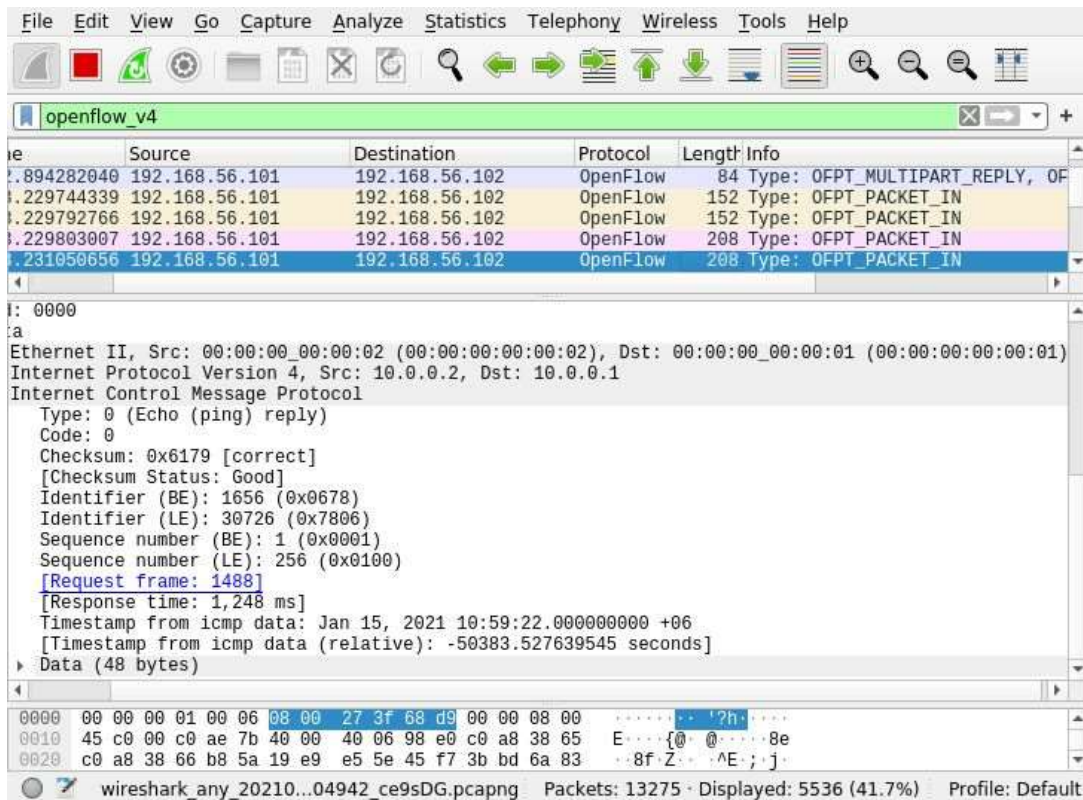 File Edit View Go Capture Analyze Statistics Telephony Wireless Tools Help
openflow_v4
Source Destination Protocol Length Info
.894282040 192.168.56.101 192.168.56.102 OpenFlow 84 Type: OFPT_MULTIPART_REPLY, OF
.229744339 192.168.56.101 192.168.56.102 OpenFlow 152 Type: OFPT_PACKET_IN
.229792766 192.168.56.101 192.168.56.102 OpenFlow 152 Type: OFPT_PACKET_IN
.229803007 192.168.56.101 192.168.56.102 OpenFlow 208 Type: OFPT_PACKET_IN
.231050656 192.168.56.101 192.168.56.102 OpenFlow 208 Type: OFPT_PACKET_IN
: 0000
ta
Ethernet II, Src: 00:00:00_00:00:02 (00:00:00:00:00:02), Dst: 00:00:00_00:00:01 (00:00:00:00:00:01)
Internet Protocol Version 4, Src: 10.0.0.2, Dst: 10.0.0.1
Internet Control Message Protocol
Type: 0 (Echo (ping) reply)
Code: 0
Checksum: 0x6179 [correct]
[Checksum Status: Good]
Identifier (BE): 1656 (0x0678)
Identifier (LE): 30726 (0x7806)
Sequence number (BE): 1 (0x0001)
Sequence number (LE): 256 (0x0100)
[Request frame: 1488]
[Response time: 1,248 ms]
Timestamp from icmp data: Jan 15, 2021 10:59:22.000000000 +06
[Timestamp from icmp data (relative): -50383.527639545 seconds]
Data (48 bytes)
0000 00 00 00 01 00 06 08 00 27 3f 68 d9 00 00 08 00 ········ '?h·····
0010 45 c0 00 c0 ae 7b 40 00 40 06 98 e0 c0 a8 38 65 E····{@· @·····8e
0020 c0 a8 38 66 b8 5a 19 e9 e5 5e 45 f7 3b bd 6a 83 ··8f·Z·· ·^E·;·j·
wireshark_any_20210...04942_ce9sDG.pcapng Packets: 13275 · Displayed: 5536 (41.7%) Profile: Default